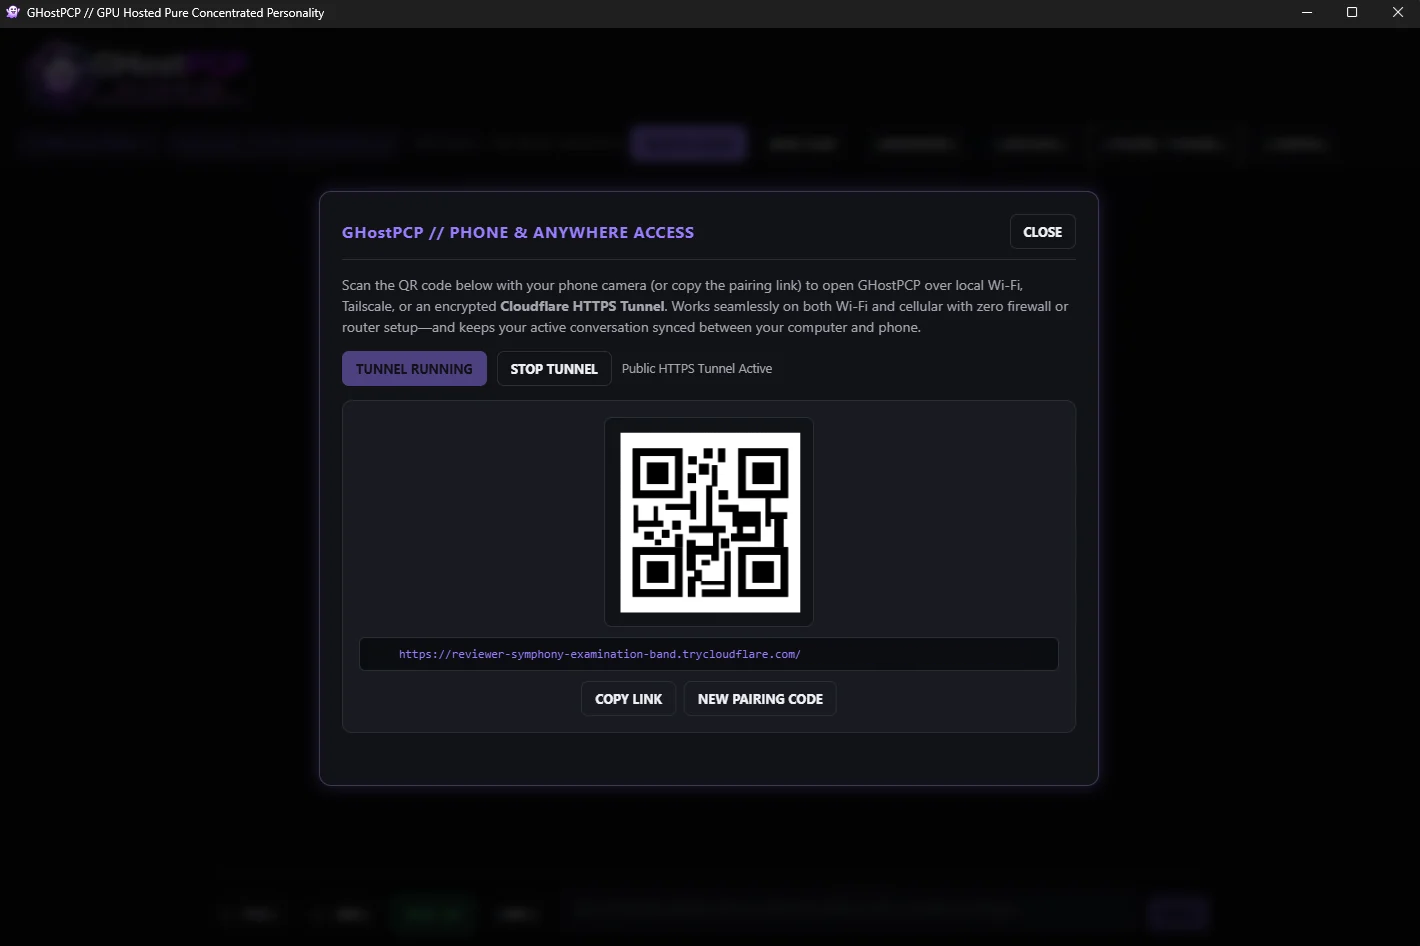 GHostPCP // GPU Hosted Pure Concentrated Personality
GHostPCP // PHONE & ANYWHERE ACCESS
CLOSE
Scan the QR code below with your phone camera (or copy the pairing link) to open GHostPCP over local Wi-Fi,
Tailscale, or an encrypted Cloudflare HTTPS Tunnel. Works seamlessly on both Wi-Fi and cellular with zero firewall or
router setup—and keeps your active conversation synced between your computer and phone.
TUNNEL RUNNING
STOP TUNNEL
Public HTTPS Tunnel Active
https://reviewer-symphony-examination-band.trycloudflare.com/
COPY LINK
NEW PAIRING CODE